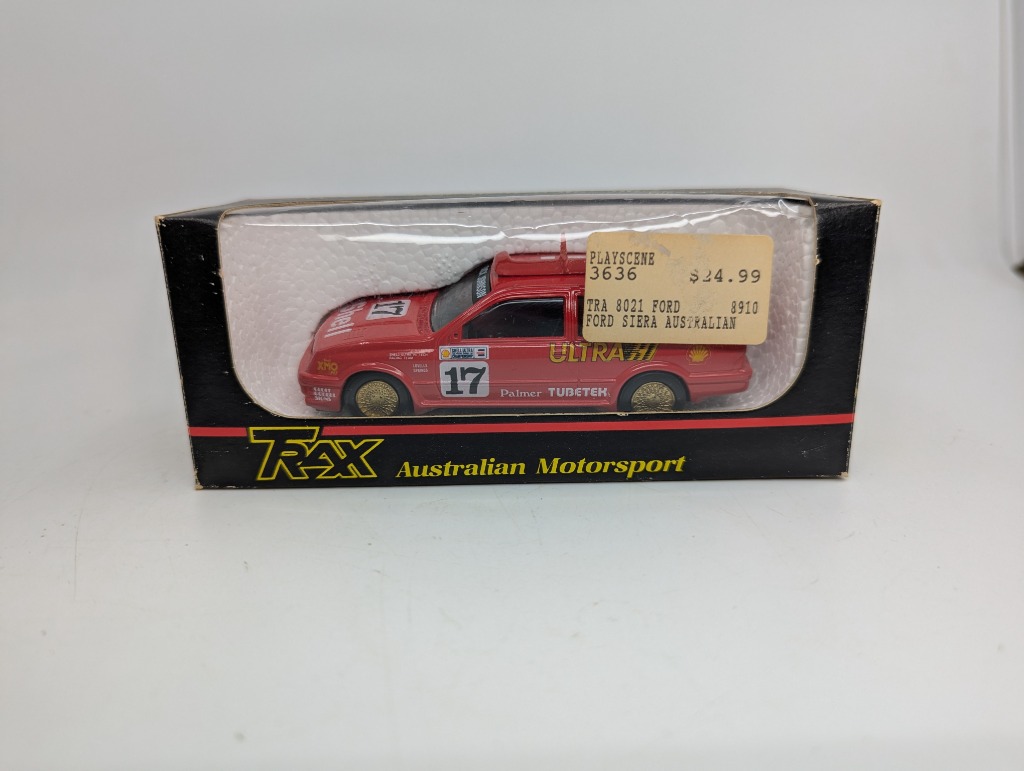 PLAYSCENE
3636 $24.99
TRA 8021 FORD 8910
FORD SIERA AUSTRALIAN
Shell
17
ULTRA
XMO
17
Palmer TUBETEK
TRAX
Australian Motorsport